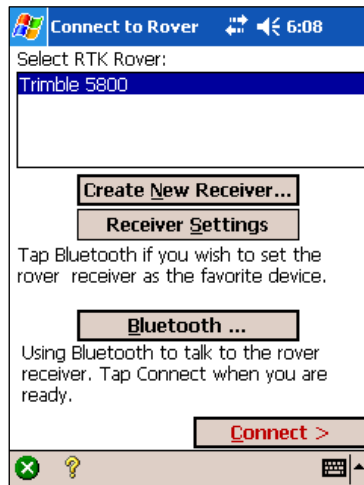 Connect to Rover 6:08
Select RTK Rover:
Trimble 5800
Create New Receiver...
Receiver Settings
Tap Bluetooth if you wish to set the
rover receiver as the favorite device.
Bluetooth ...
Using Bluetooth to talk to the rover
receiver. Tap Connect when you are
ready.
Connect >